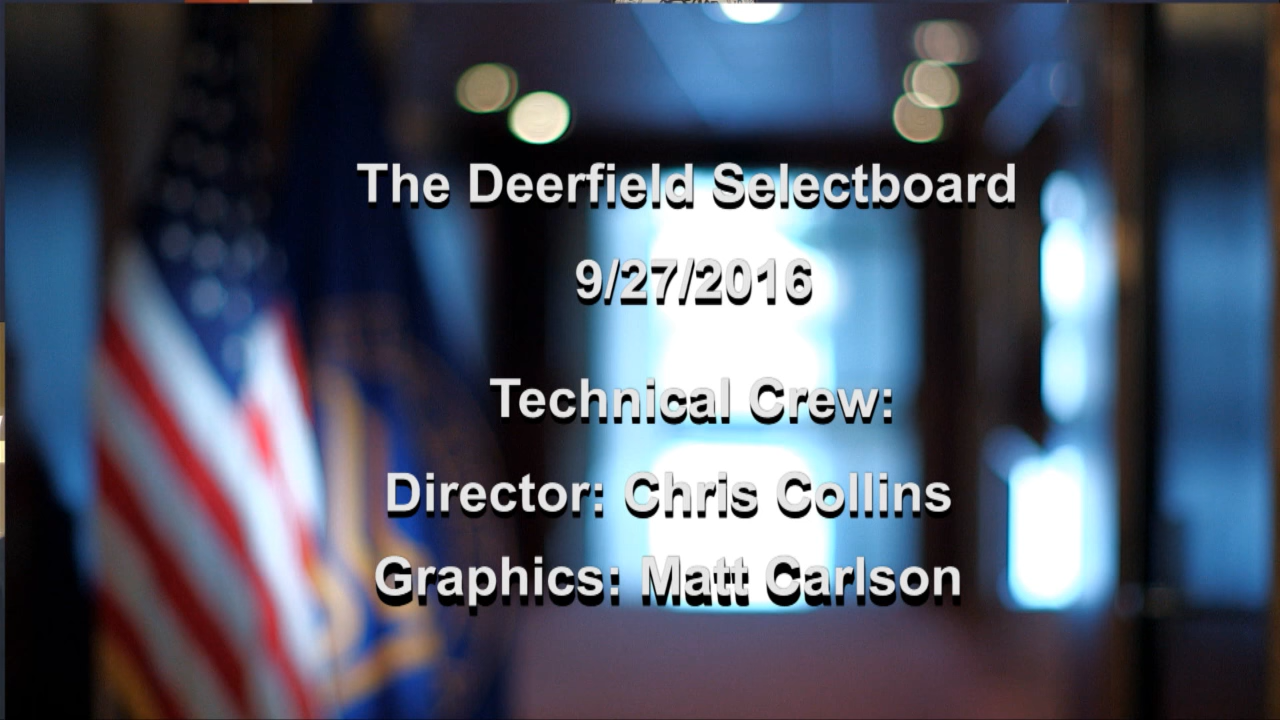 The Deerfield Selectboard
9/27/2016
Technical Crew:
Director: Chris Collins
Graphics: Matt Carlson